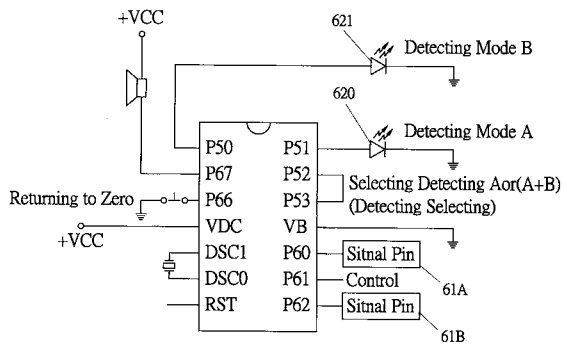 +VCC
621
Detecting Mode B
620
Detecting Mode A
P50
P51
P67
P52
Selecting Detecting Aor(A+B)
Returning to Zero
P66
P53
(Detecting Selecting)
VDC
VB
+VCC
DSC1
P60
Sitnal Pin
DSC0
P61
Control
61A
RST
P62
Sitnal Pin
61B